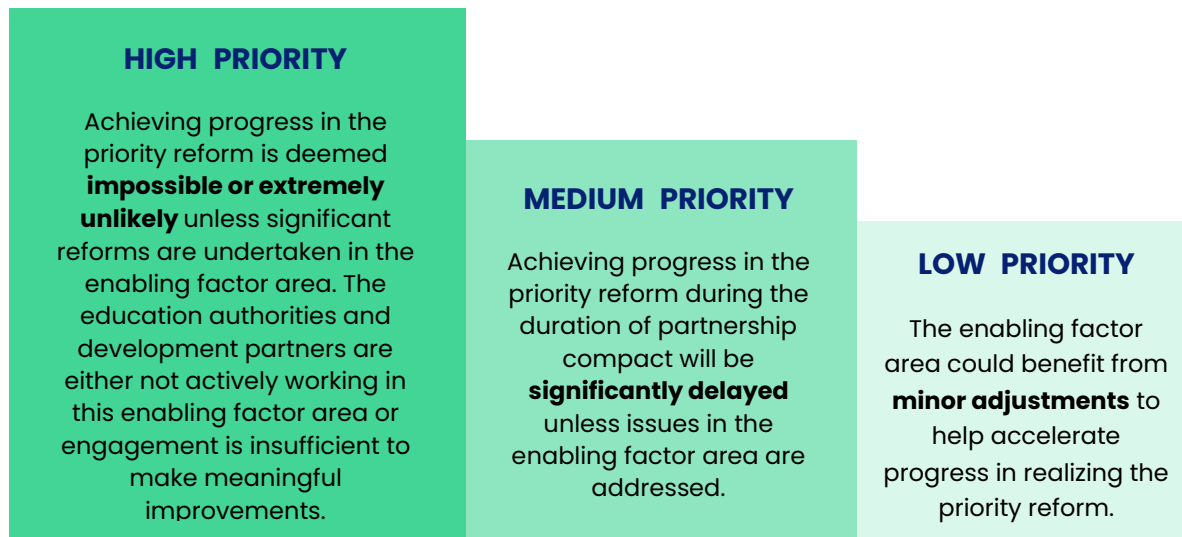 HIGH PRIORITY
Achieving progress in the
priority reform is deemed
impossible or extremely
unlikely unless significant
reforms are undertaken in the
enabling factor area. The
education authorities and
development partners are
either not actively working in
this enabling factor area or
engagement is insufficient to
make meaningful
improvements.
MEDIUM PRIORITY
Achieving progress in the
priority reform during the
duration of partnership
compact will be
significantly delayed
unless issues in the
enabling factor area are
addressed.
LOW PRIORITY
The enabling factor
area could benefit from
minor adjustments to
help accelerate
progress in realizing the
priority reform.